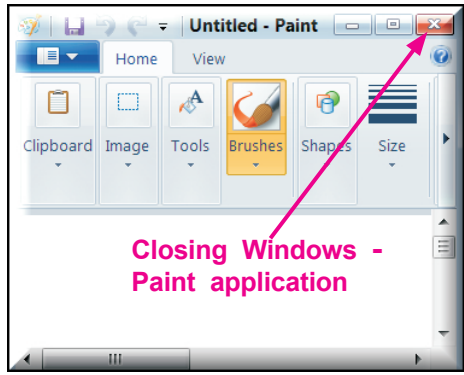 Untitled - Paint
Home View
Clipboard Image Tools Brushes Shapes Size
Closing Windows -
Paint application